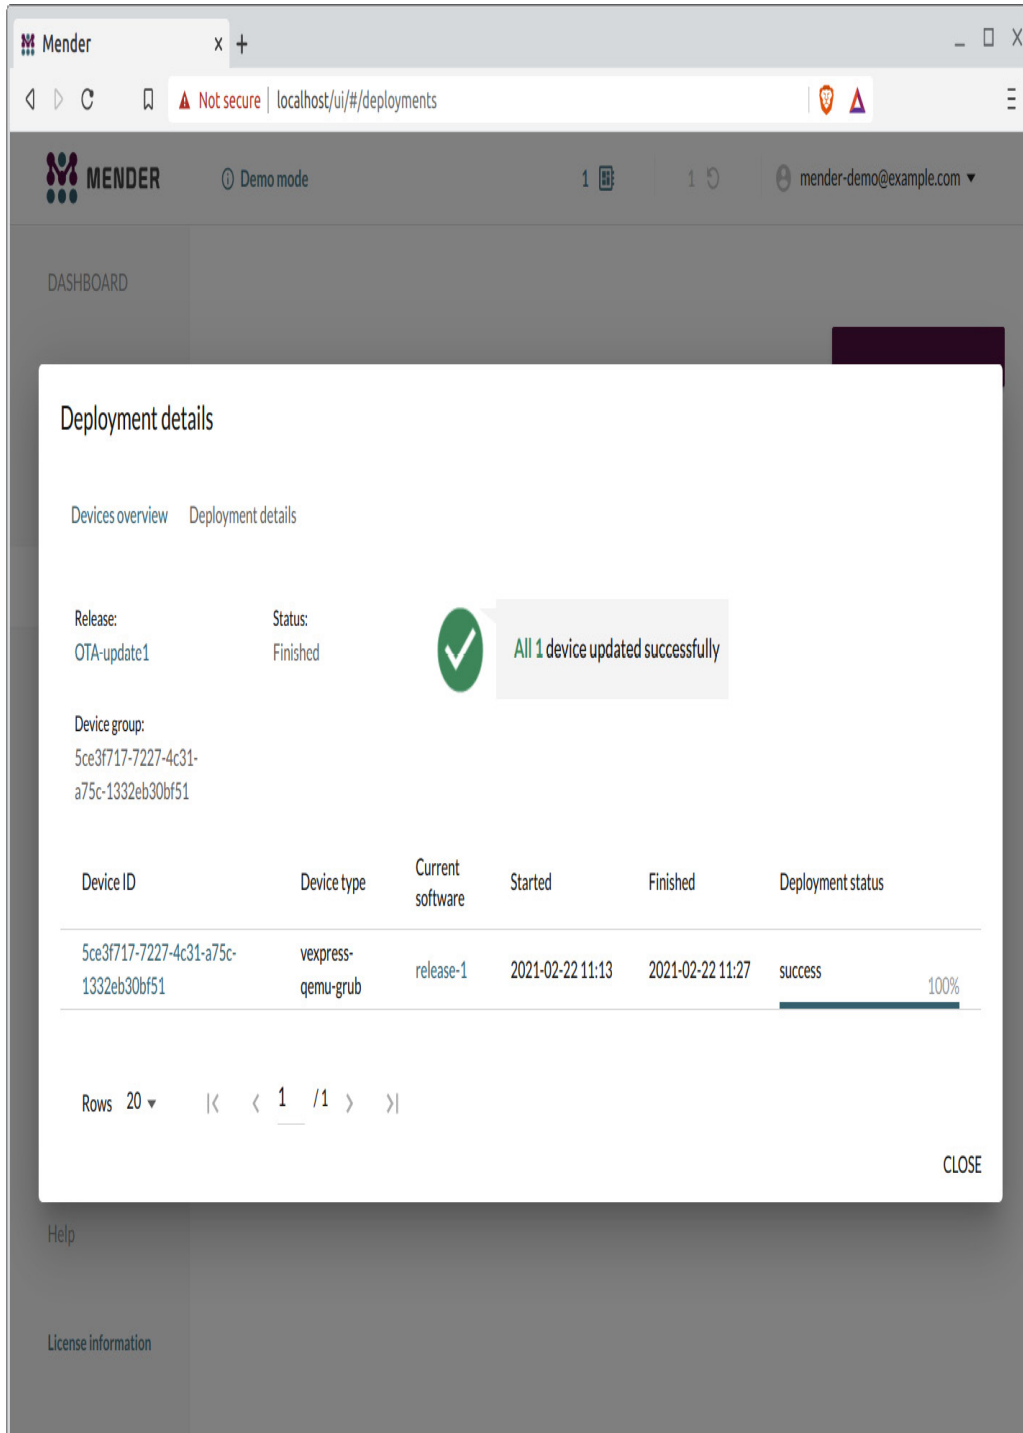 Mender x +
Not secure | localhost/ui/#/deployments
MENDER Demo mode 1 1 mender-demo@example.com
DASHBOARD
Deployment details
Devices overview Deployment details
Release: Status:
OTA-update1 Finished
All 1 device updated successfully
Device group:
5ce3f717-7227-4c31-
a75c-1332eb30bf51
Device ID Device type Current software Started Finished Deployment status
5ce3f717-7227-4c31-a75c- vexpress-
1332eb30bf51 qemu-grub release-1 2021-02-22 11:13 2021-02-22 11:27 success 100%
Rows 20 1 / 1
CLOSE
Help
License information